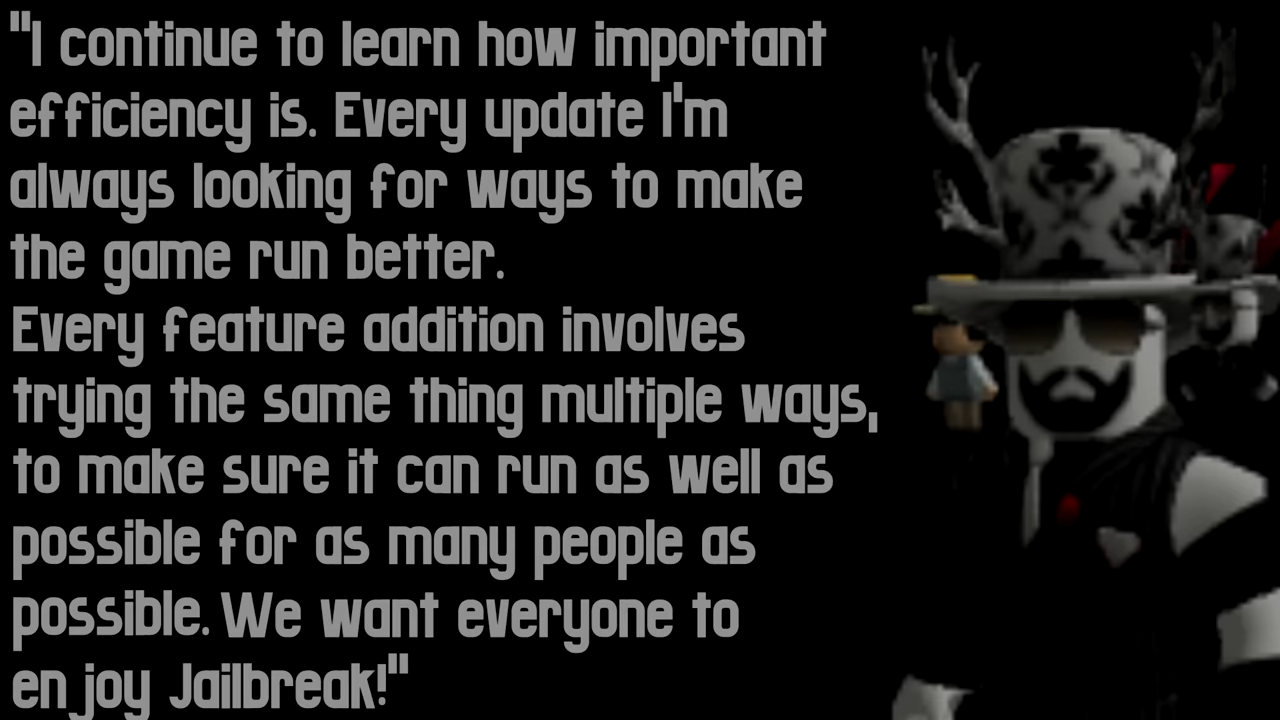 "I continue to learn how important
efficiency is. Every update I'm
always looking for ways to make
the game run better.
Every feature addition involves
trying the same thing multiple ways,
to make sure it can run as well as
possible for as many people as
possible. We want everyone to
enjoy Jailbreak!"